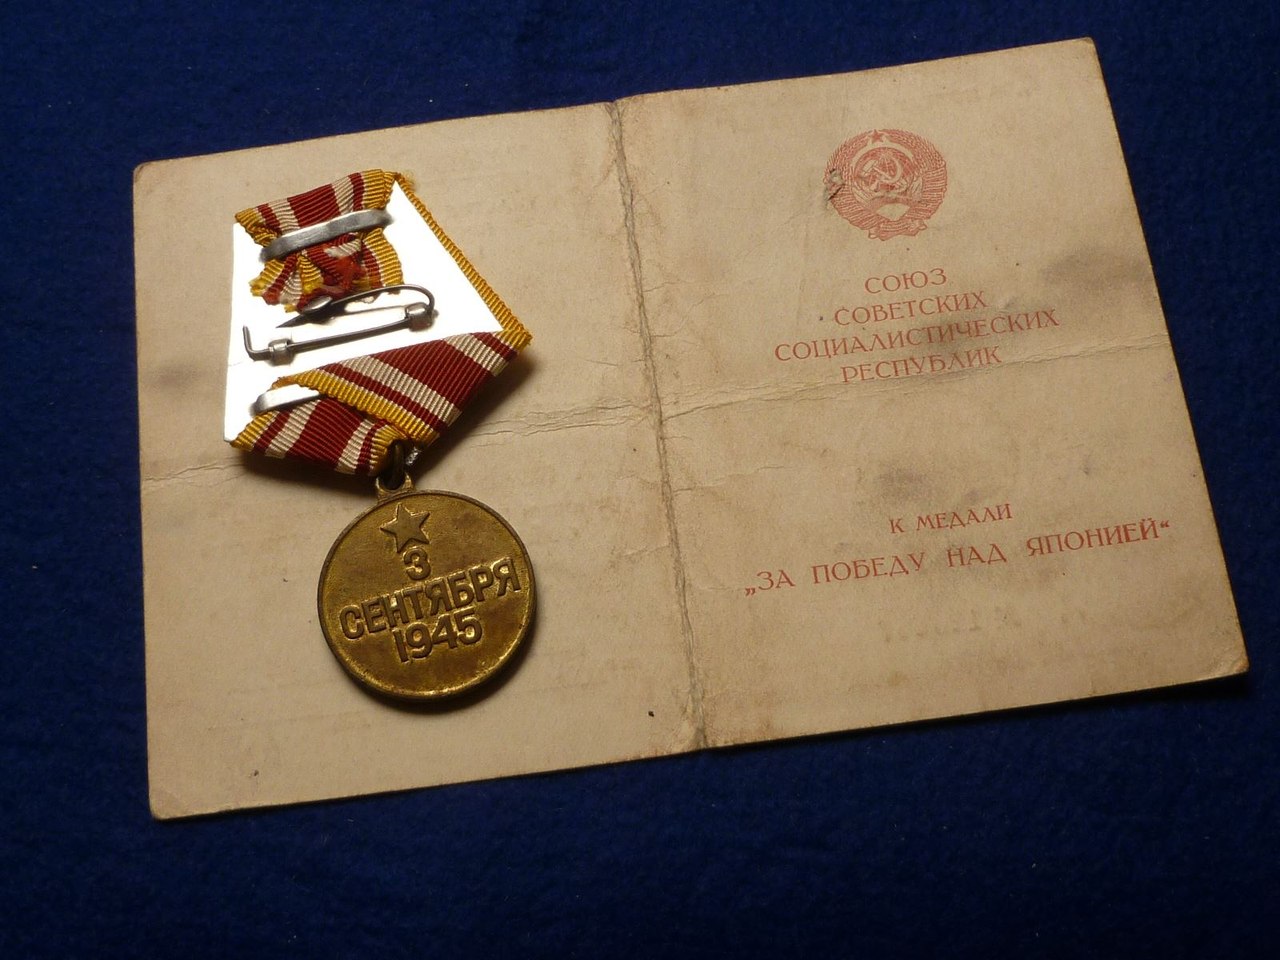 3
СЕНТЯБРЯ
1945
СОЮЗ
СОВЕТСКИХ
СОЦИАЛИСТИЧЕСКИХ
РЕСПУБЛИК
К МЕДАЛИ
„ЗА ПОБЕДУ НАД ЯПОНИЕЙ“